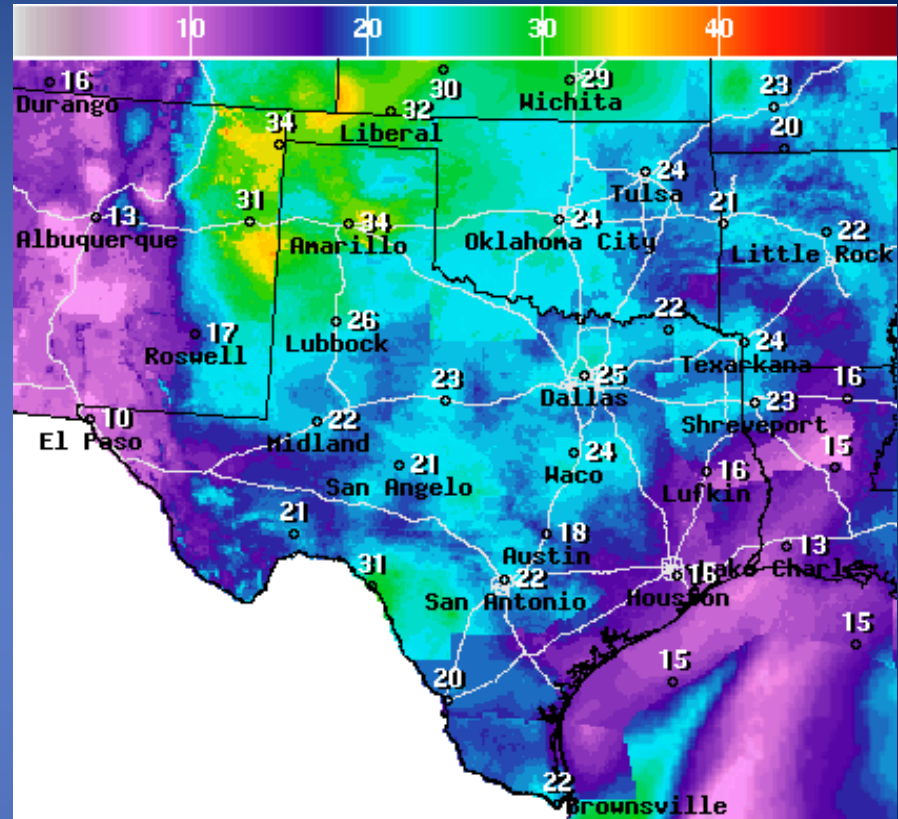 10 20 30 40
16
Durango
30
29
Wichita
32
Liberal
23
20
34
24
Tulsa
13
Albuquerque
31
34
Amarillo
24
Oklahoma City
21
22
Little Rock
17
Roswell
26
Lubbock
22
24
Texarkana
25
Dallas
23
16
23
Shreveport
10
El Paso
22
Midland
21
San Angelo
24
Waco
16
Lufkin
15
21
18
Austin
13
Lake Charles
31
22
San Antonio
16
Houston
15
15
20
22
Brownsville